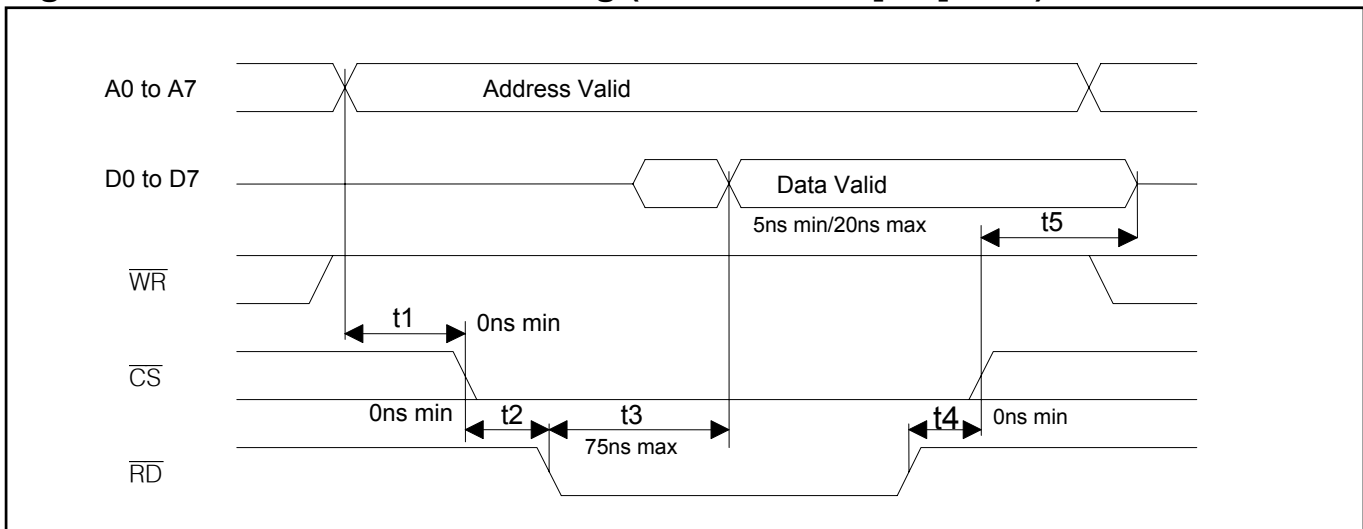 A0 to A7
Address Valid
D0 to D7
Data Valid
5ns min/20ns max
t5
WR
t1
0ns min
CS
0ns min
t2
t3
t4
0ns min
75ns max
RD